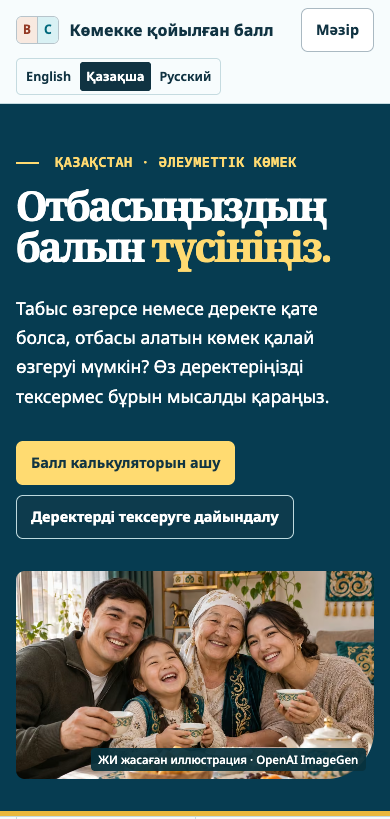 B C Көмекке қойылған балл Мәзір
English Қазақша Русский
ҚАЗАҚСТАН · ӘЛЕУМЕТТІК КӨМЕК
Отбасыңыздың
балын түсініңіз.
Табыс өзгерсе немесе деректе қате
болса, отбасы алатын көмек қалай
өзгеруі мүмкін? Өз деректеріңізді
тексермес бұрын мысалды қараңыз.
Балл калькуляторын ашу
Деректерді тексеруге дайындалу
ЖИ жасаған иллюстрация · OpenAI ImageGen